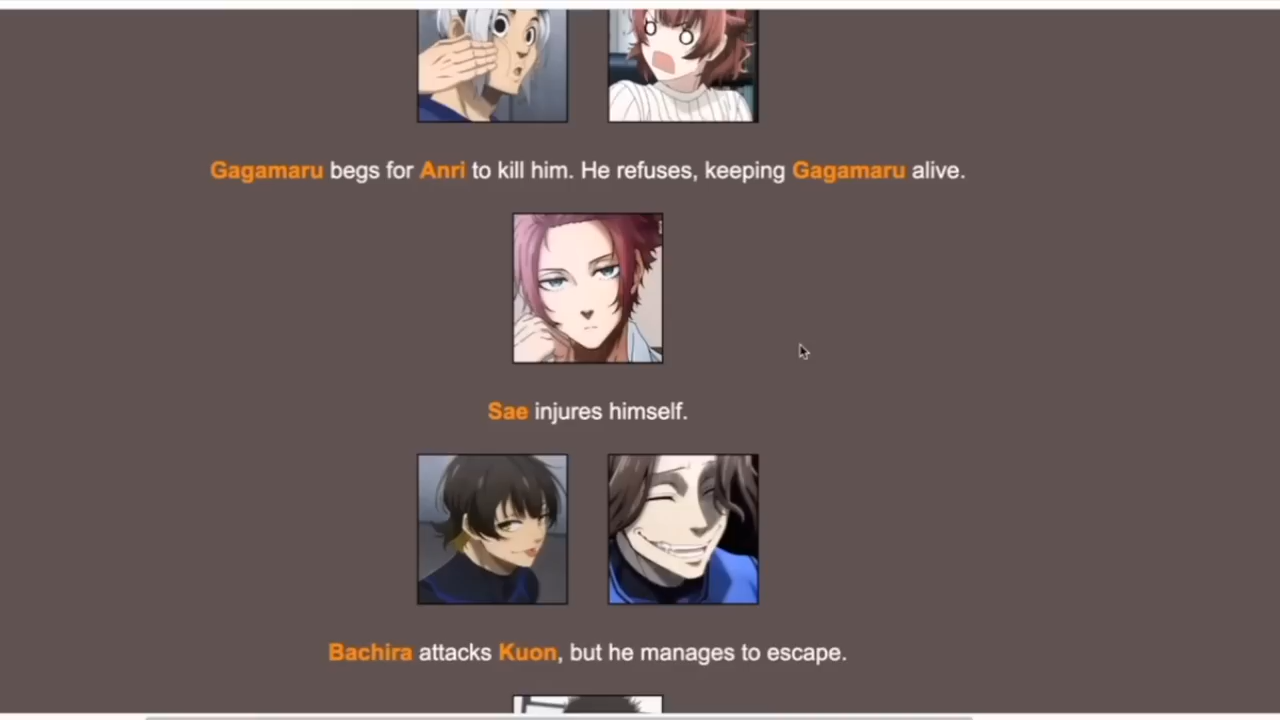 Gagamaru begs for Anri to kill him. He refuses, keeping Gagamaru alive.
Sae injures himself.
Bachira attacks Kuon, but he manages to escape.